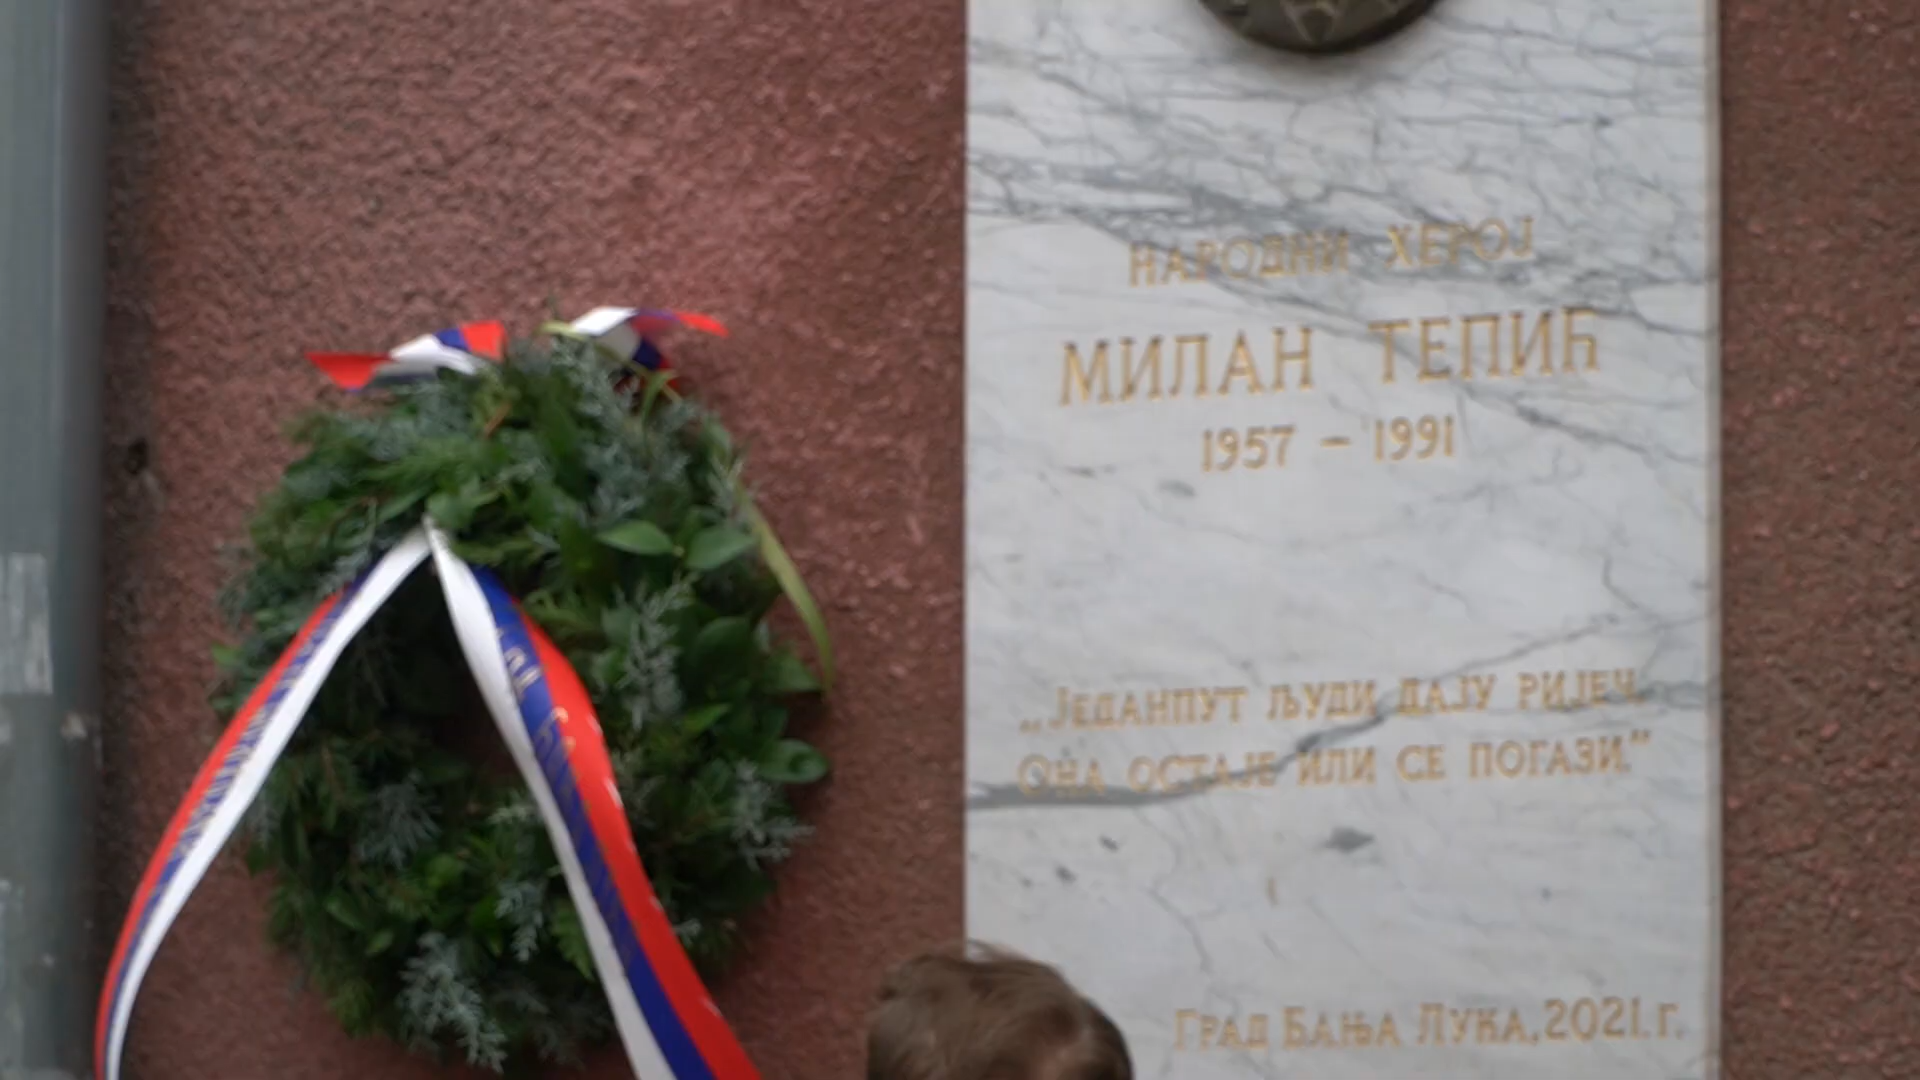 НАРОДНИ ХЕРОЈ
МИЛАН ТЕПИЋ
1957 – 1991
„ЈЕДАНПУТ ЉУДИ ДАЈУ РИЈЕЧ.
ОНА ОСТАЈЕ ИЛИ СЕ ПОГАЗИ."
ГРАД БАЊА ЛУКА, 2021. Г.